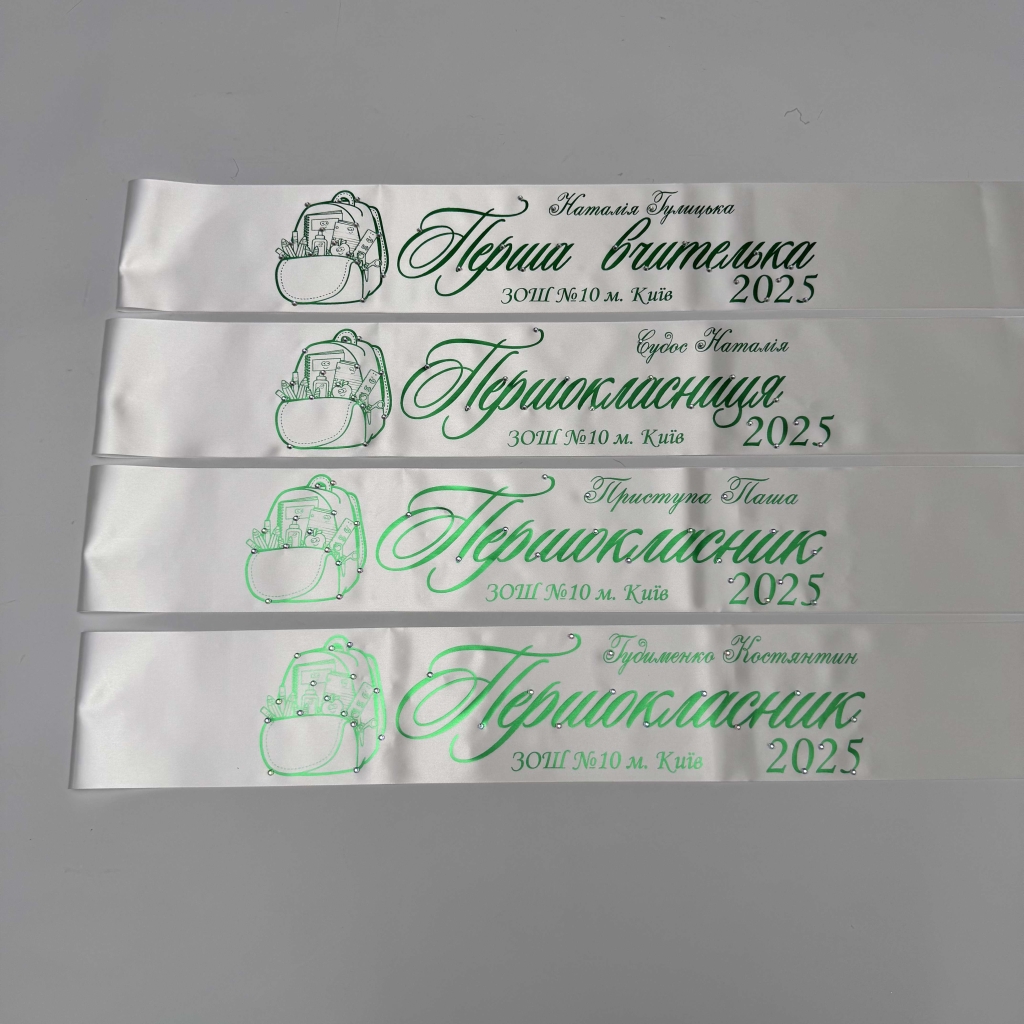 Наталія Гулицька
Перша вчителька
ЗОШ №10 м. Київ
2025
Судос Наталія
Першокласниця
ЗОШ №10 м. Київ
2025
Приступа Паша
Першокласник
ЗОШ №10 м. Київ
2025
Гудименко Костянтин
Першокласник
ЗОШ №10 м. Київ
2025